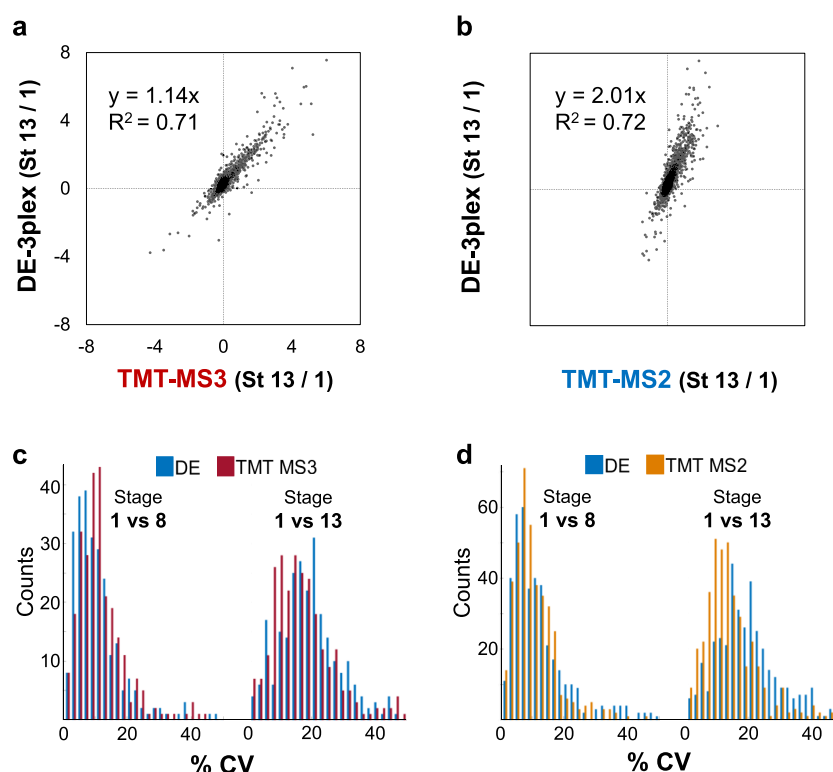 a
8
4
0
-4
-8
-8
-4
0
4
8
y = 1.14x
R² = 0.71
DE-3plex (St 13 / 1)
TMT-MS3 (St 13 / 1)
b
y = 2.01x
R² = 0.72
DE-3plex (St 13 / 1)
TMT-MS2 (St 13 / 1)
c
DE
TMT MS3
Stage
1 vs 8
Stage
1 vs 13
Counts
40
30
20
10
0
20
40
0
20
40
% CV
d
DE
TMT MS2
Stage
1 vs 8
Stage
1 vs 13
Counts
60
40
20
0
20
40
0
20
40
% CV